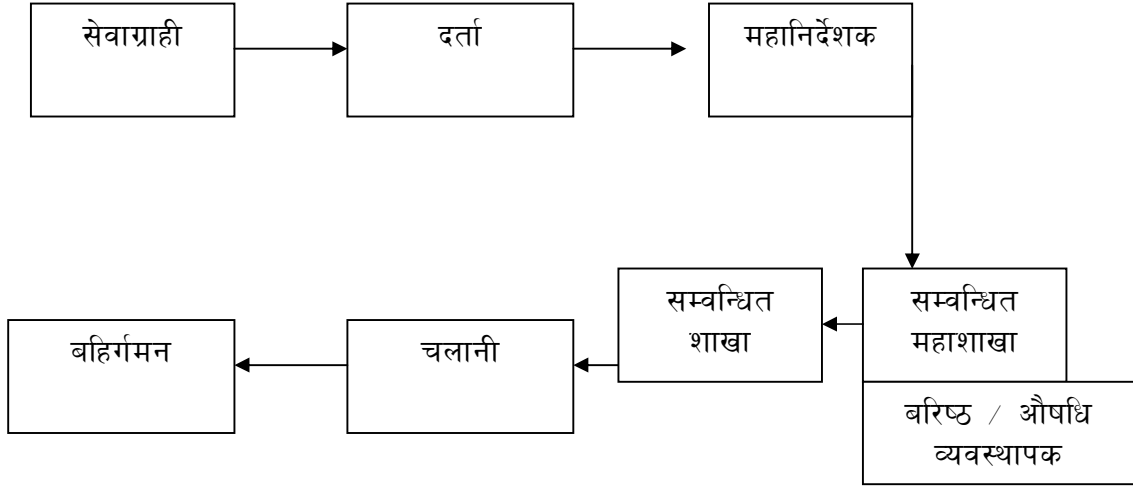 सेवाग्राही
दर्ता
महानिर्देशक
सम्वन्धित
महाशाखा
बरिष्ठ / औषधि
व्यवस्थापक
सम्वन्धित
शाखा
चलानी
बहिर्गमन